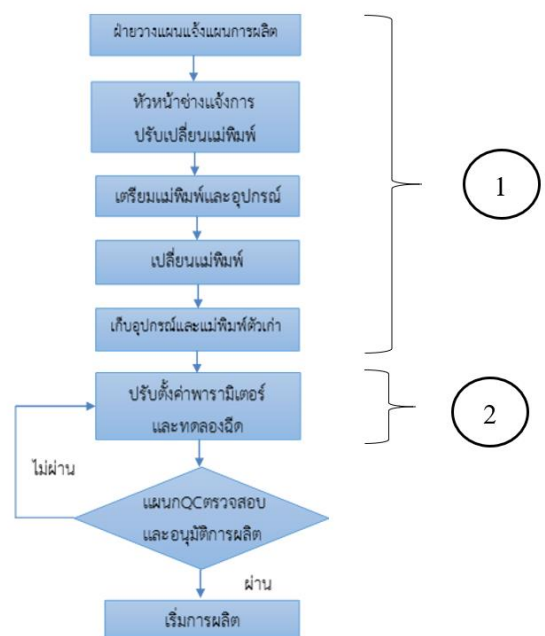 ฝ่ายวางแผนแจ้งแผนการผลิต
หัวหน้าช่างแจ้งการ
ปรับเปลี่ยนแม่พิมพ์
เตรียมแม่พิมพ์และอุปกรณ์
1
เปลี่ยนแม่พิมพ์
เก็บอุปกรณ์และแม่พิมพ์ตัวเก่า
ปรับตั้งค่าพารามิเตอร์
และทดลองฉีด
2
ไม่ผ่าน
แผนกQCตรวจสอบ
และอนุมัติการผลิต
ผ่าน
เริ่มการผลิต